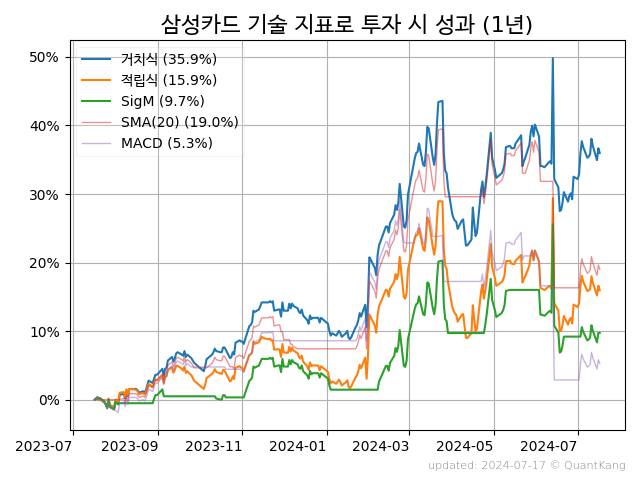 삼성카드 기술 지표로 투자 시 성과 (1년)
거치식 (35.9%)
적립식 (15.9%)
SigM (9.7%)
SMA(20) (19.0%)
MACD (5.3%)
50%
40%
30%
20%
10%
0%
2023-07 2023-09 2023-11 2024-01 2024-03 2024-05 2024-07
updated: 2024-07-17 © QuantKang